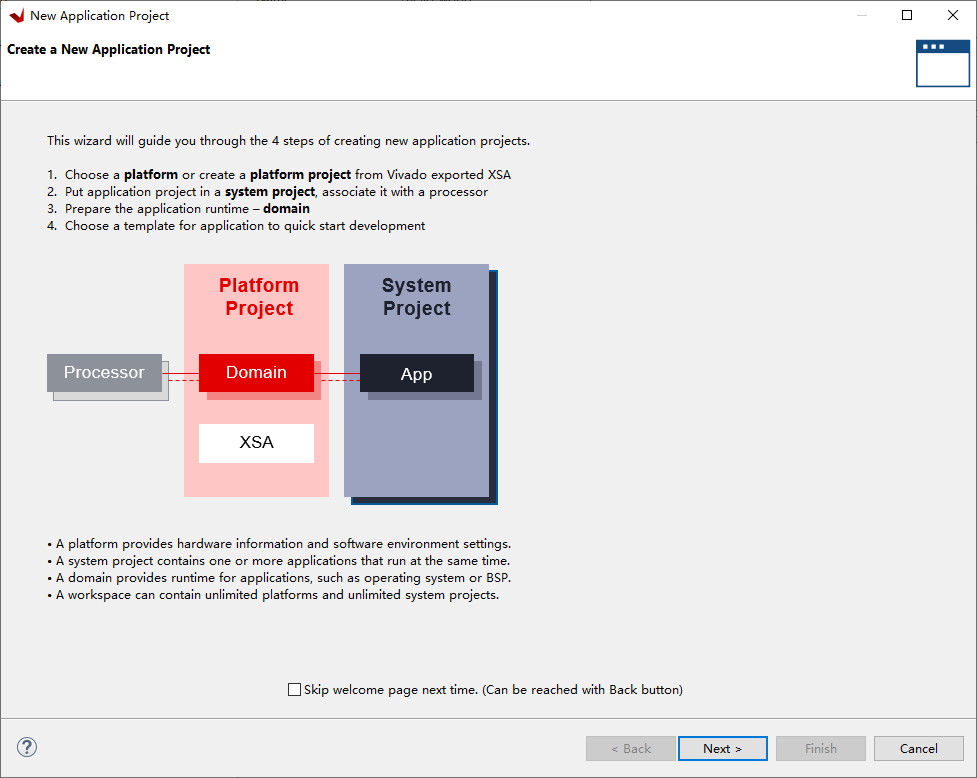 New Application Project
Create a New Application Project
This wizard will guide you through the 4 steps of creating new application projects.
1. Choose a platform or create a platform project from Vivado exported XSA
2. Put application project in a system project, associate it with a processor
3. Prepare the application runtime – domain
4. Choose a template for application to quick start development
Platform
Project
System
Project
Processor
Domain
App
XSA
• A platform provides hardware information and software environment settings.
• A system project contains one or more applications that run at the same time.
• A domain provides runtime for applications, such as operating system or BSP.
• A workspace can contain unlimited platforms and unlimited system projects.
Skip welcome page next time. (Can be reached with Back button)
?
< Back
Next >
Finish
Cancel